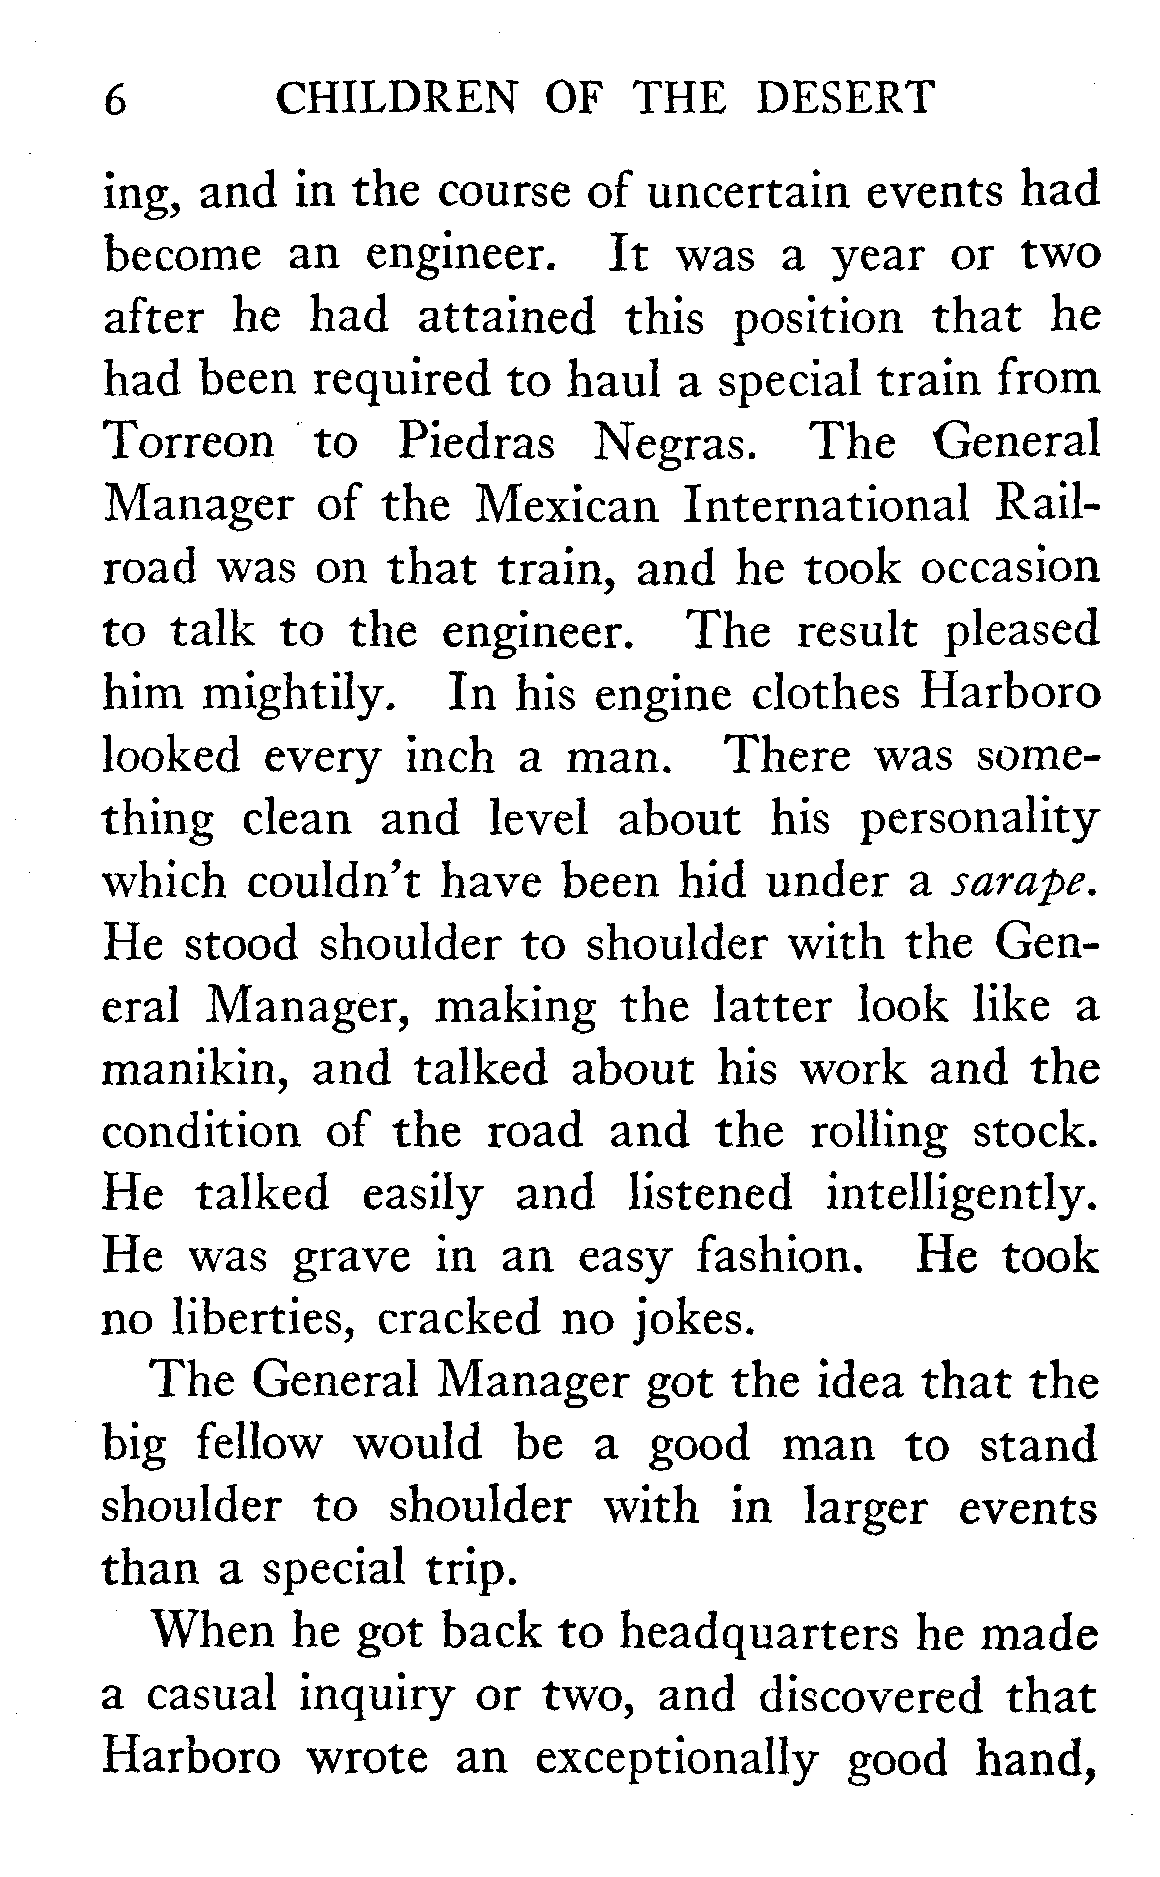 6 CHILDREN OF THE DESERT
ing, and in the course of uncertain events had
become an engineer. It was a year or two
after he had attained this position that he
had been required to haul a special train from
Torreon to Piedras Negras. The General
Manager of the Mexican International Rail-
road was on that train, and he took occasion
to talk to the engineer. The result pleased
him mightily. In his engine clothes Harboro
looked every inch a man. There was some-
thing clean and level about his personality
which couldn't have been hid under a sarape.
He stood shoulder to shoulder with the Gen-
eral Manager, making the latter look like a
manikin, and talked about his work and the
condition of the road and the rolling stock.
He talked easily and listened intelligently.
He was grave in an easy fashion. He took
no liberties, cracked no jokes.
The General Manager got the idea that the
big fellow would be a good man to stand
shoulder to shoulder with in larger events
than a special trip.
When he got back to headquarters he made
a casual inquiry or two, and discovered that
Harboro wrote an exceptionally good hand,